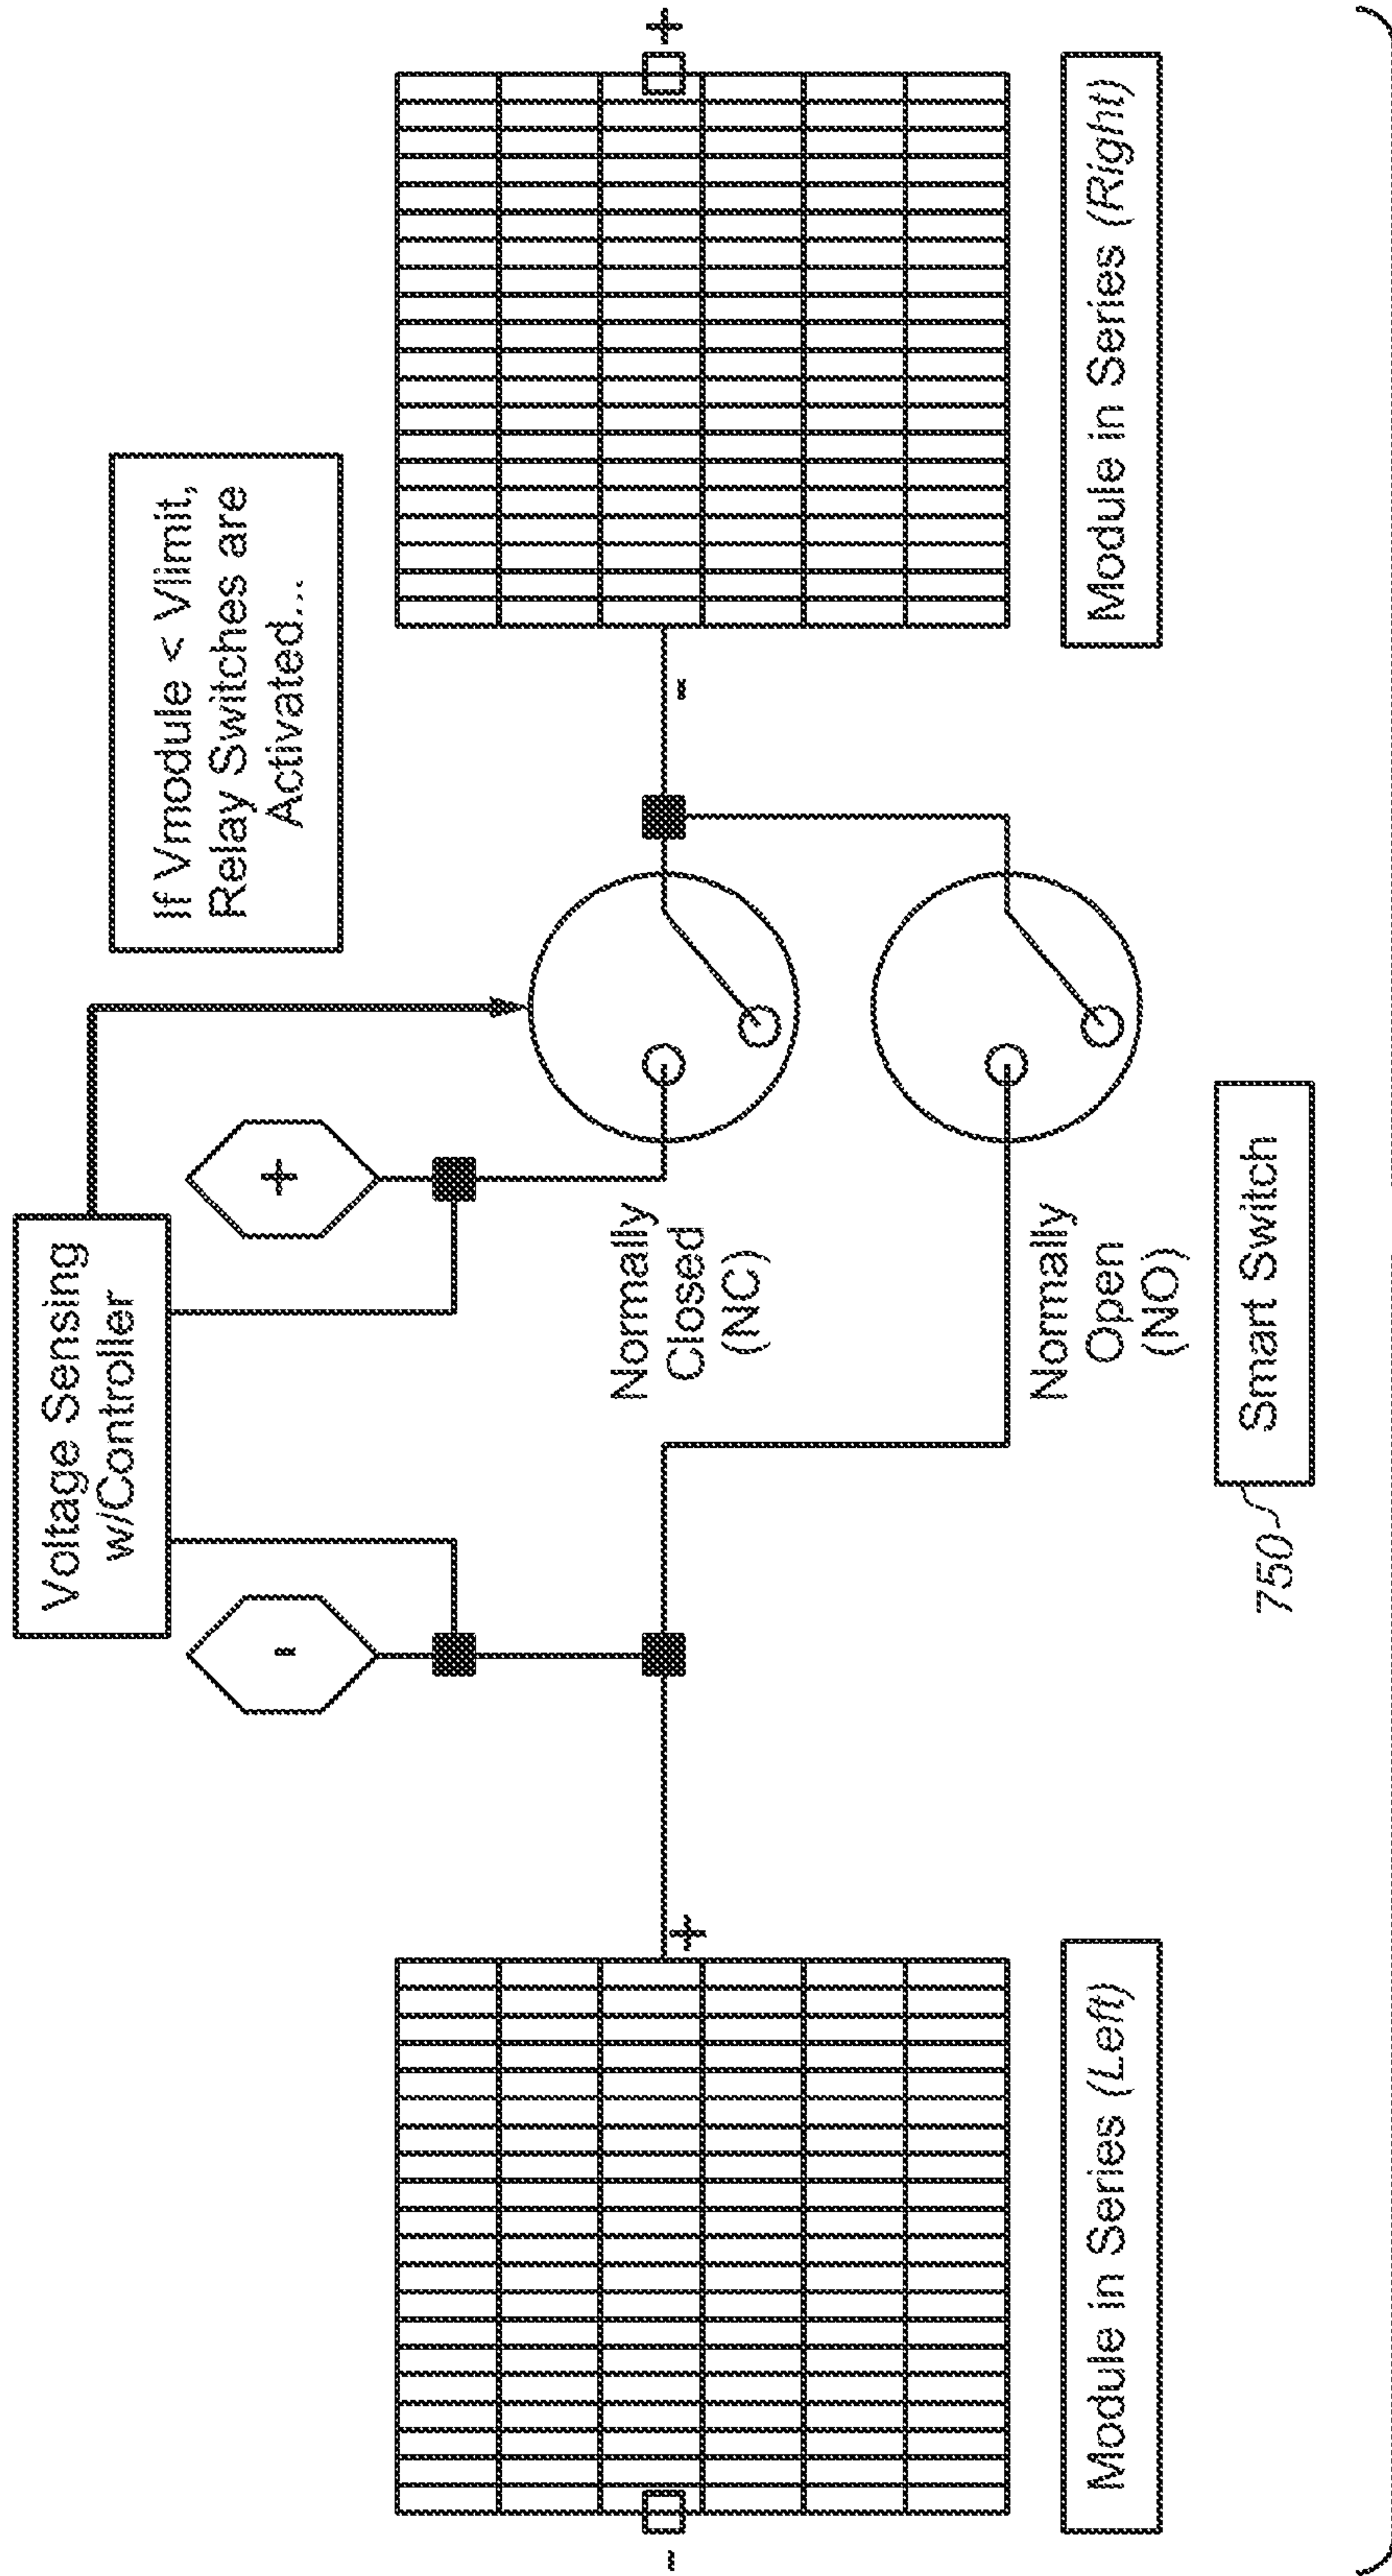 Voltage Sensing
w/Controller
If Vmodule < Vlimit,
Relay Switches are
Activated...
-
+
-
+
-
+
Normally
Closed
(NC)
Normally
Open
(NO)
Module in Series (Left)
750
Smart Switch
Module in Series (Right)